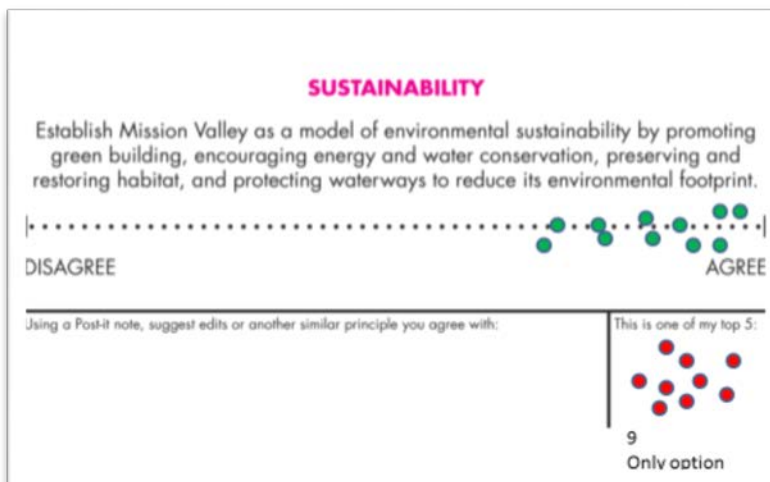 SUSTAINABILITY
Establish Mission Valley as a model of environmental sustainability by promoting
green building, encouraging energy and water conservation, preserving and
restoring habitat, and protecting waterways to reduce its environmental footprint.
DISAGREE
AGREE
Using a Post-it note, suggest edits or another similar principle you agree with:
This is one of my top 5:
9
Only option